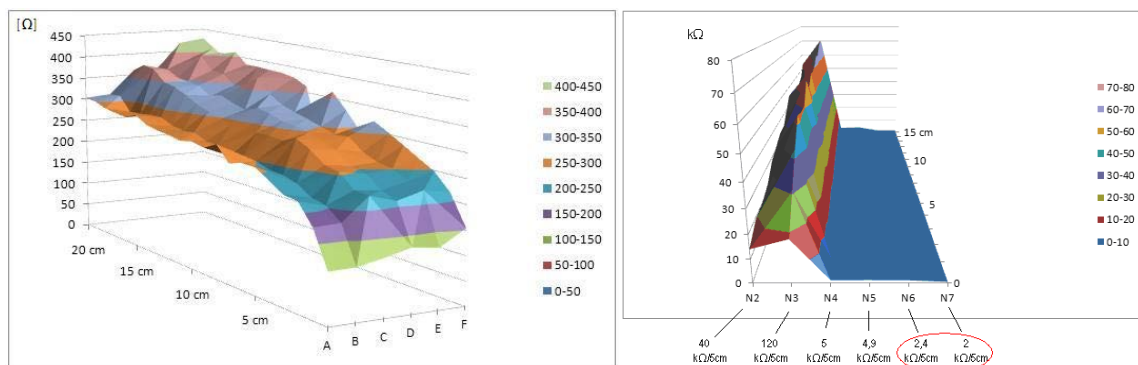 [Ω]
450
400
350
300
250
200
150
100
50
0
20 cm
15 cm
10 cm
5 cm
A
B
C
D
E
F
400-450
350-400
300-350
250-300
200-250
150-200
100-150
50-100
0-50
kΩ
80
70
60
50
40
30
20
10
0
15 cm
10
5
0
N2 N3 N4 N5 N6 N7
40 120 5 4,9 2,4 2
kΩ/5cm kΩ/5cm kΩ/5cm kΩ/5cm kΩ/5cm kΩ/5cm
70-80
60-70
50-60
40-50
30-40
20-30
10-20
0-10